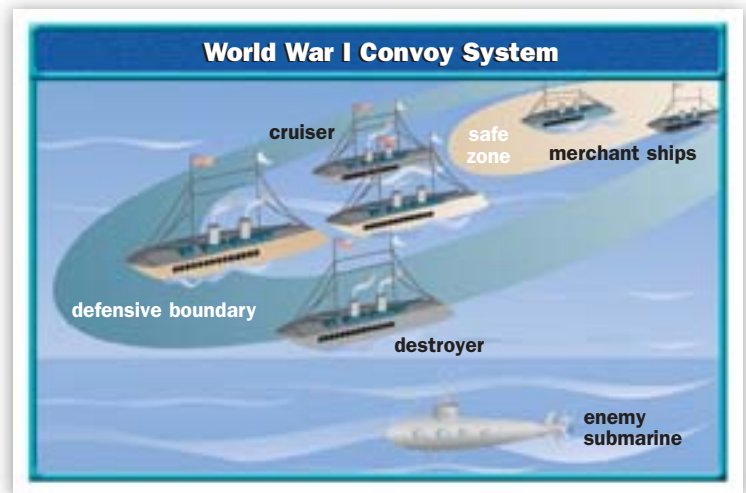 World War I Convoy System
cruiser
safe
zone
merchant ships
defensive boundary
destroyer
enemy
submarine